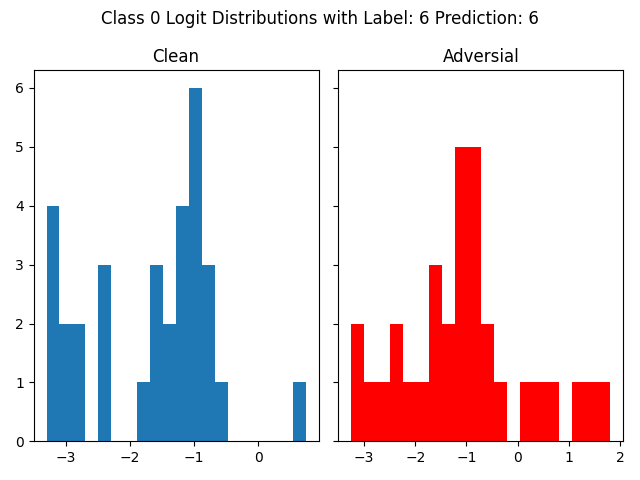 Class 0 Logit Distributions with Label: 6 Prediction: 6
Clean
Adversial
6
5
4
3
2
1
0
−3 −2 −1 0
−3 −2 −1 0 1 2